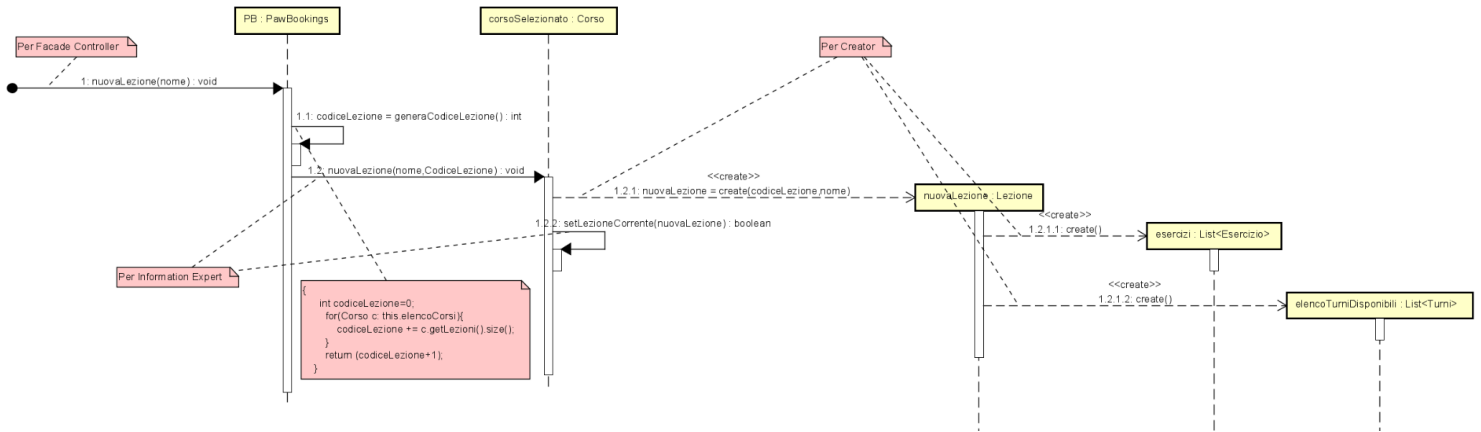 PB : PawBookings
corsoSelezionato : Corso
Per Facade Controller
Per Creator
1: nuovaLezione(nome) : void
1.1: codiceLezione = generaCodiceLezione() : int
1.2: nuovaLezione(nome,CodiceLezione) : void
<<create>>
1.2.1: nuovaLezione = create(codiceLezione,nome)
nuovaLezione : Lezione
1.2.2: setLezioneCorrente(nuovaLezione) : boolean
<<create>>
1.2.1.1: create()
esercizi : List<Esercizio>
Per Information Expert
<<create>>
1.2.1.2: create()
elencoTurniDisponibili : List<Turni>
{
int codiceLezione=0;
for(Corso c: this.elencoCorsi){
codiceLezione += c.getLezioni().size();
}
return (codiceLezione+1);
}